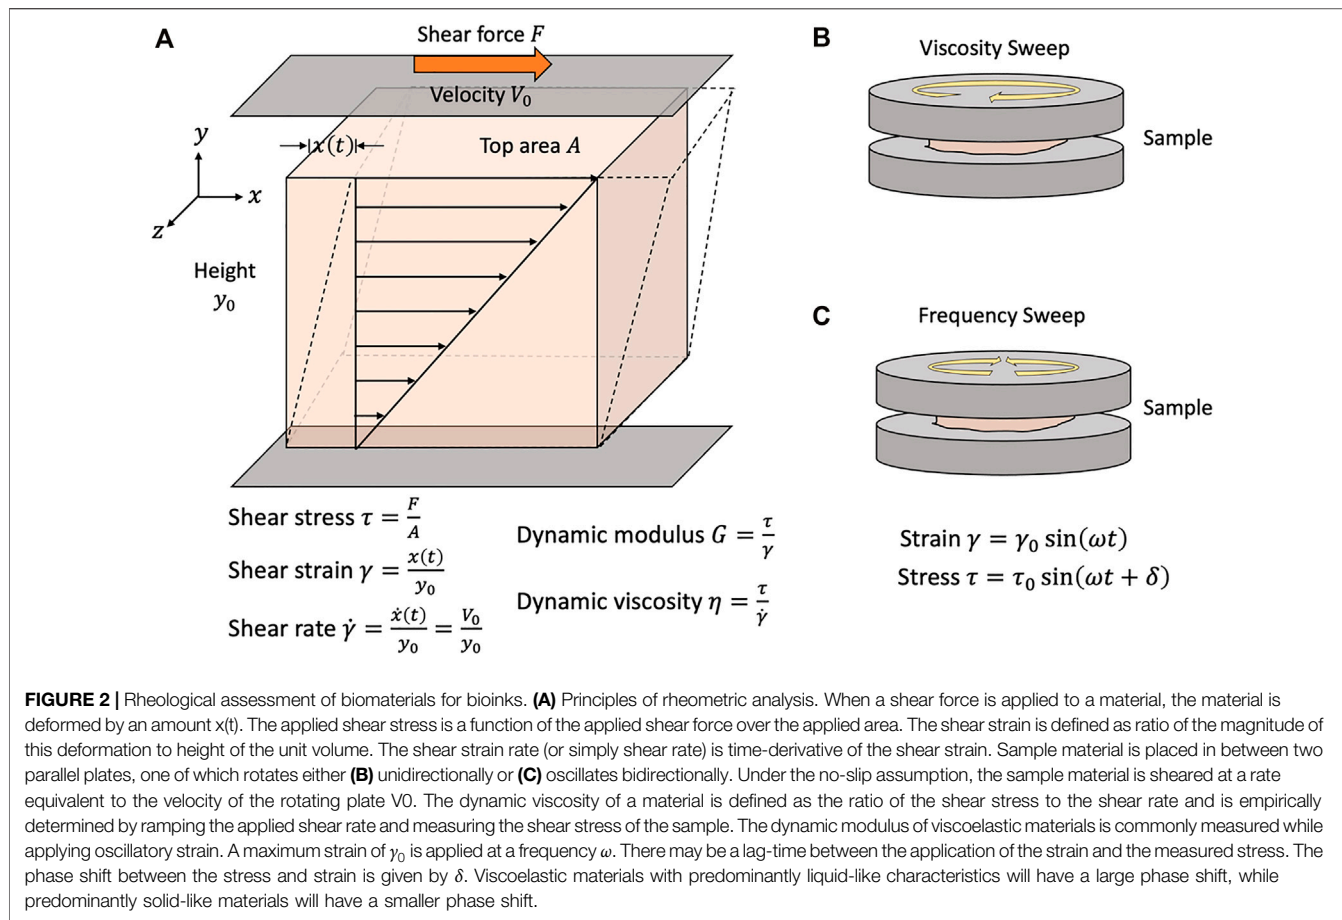 A
Shear force F
Velocity V₀
x(t)
Top area A
y
x
z
Height
y₀
Shear stress τ = F/A
Shear strain γ = x(t)/y₀
Shear rate γ̇ = ẋ(t)/y₀ = V₀/y₀
Dynamic modulus G = τ/γ
Dynamic viscosity η = τ/γ̇
B
Viscosity Sweep
Sample
C
Frequency Sweep
Sample
Strain γ = γ₀ sin(ωt)
Stress τ = τ₀ sin(ωt + δ)
FIGURE 2 | Rheological assessment of biomaterials for bioinks. (A) Principles of rheometric analysis. When a shear force is applied to a material, the material is
deformed by an amount x(t). The applied shear stress is a function of the applied shear force over the applied area. The shear strain is defined as ratio of the magnitude of
this deformation to height of the unit volume. The shear strain rate (or simply shear rate) is time-derivative of the shear strain. Sample material is placed in between two
parallel plates, one of which rotates either (B) unidirectionally or (C) oscillates bidirectionally. Under the no-slip assumption, the sample material is sheared at a rate
equivalent to the velocity of the rotating plate V0. The dynamic viscosity of a material is defined as the ratio of the shear stress to the shear rate and is empirically
determined by ramping the applied shear rate and measuring the shear stress of the sample. The dynamic modulus of viscoelastic materials is commonly measured while
applying oscillatory strain. A maximum strain of γ₀ is applied at a frequency ω. There may be a lag-time between the application of the strain and the measured stress. The
phase shift between the stress and strain is given by δ. Viscoelastic materials with predominantly liquid-like characteristics will have a large phase shift, while
predominantly solid-like materials will have a smaller phase shift.